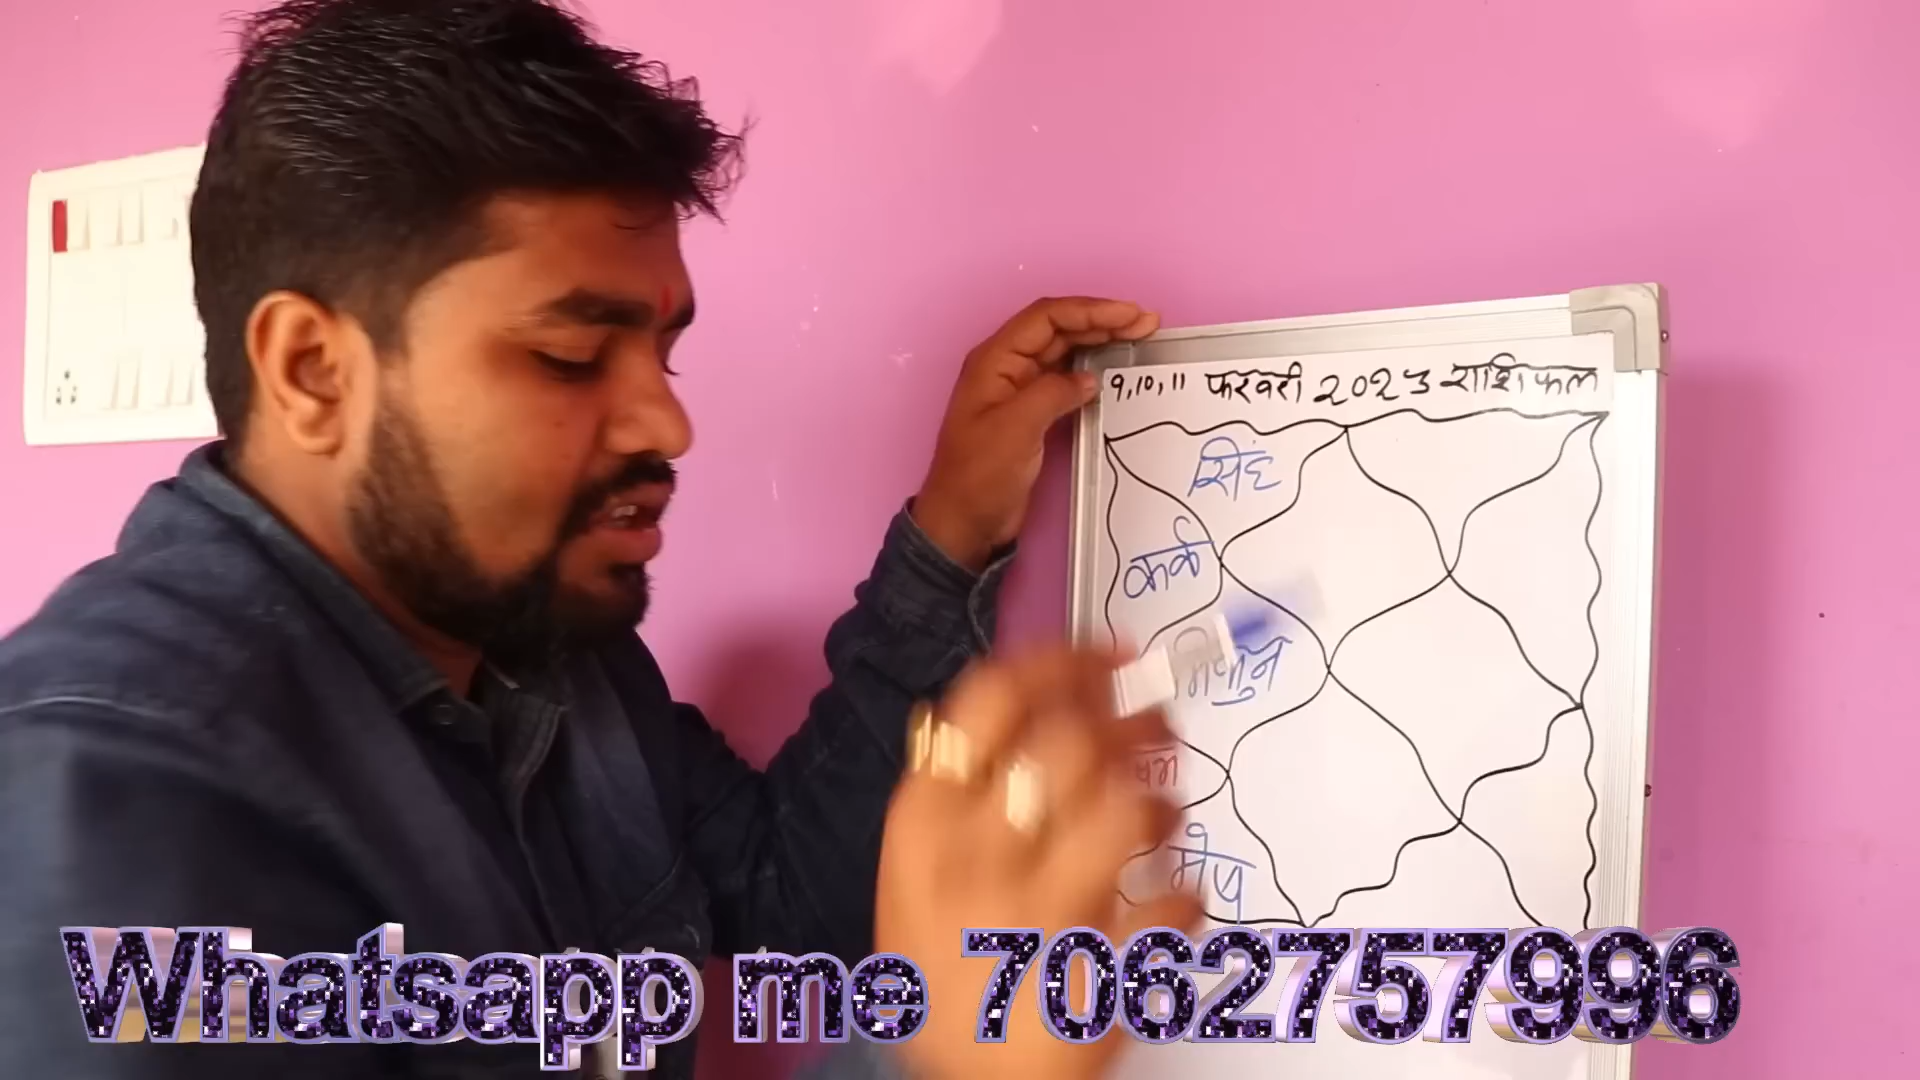 9,10,11 फरवरी 2023 राशिफल
सिंह
कर्क
मिथुन
मेष
Whatsapp me 7062757996